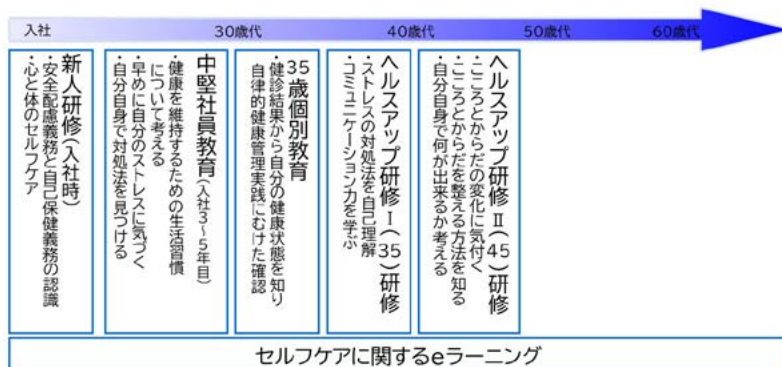 入社
30歳代
40歳代
50歳代
60歳代
新人研修(入社時)
・安全配慮義務と自己保健義務の認識
・心と体のセルフケア
中堅社員教育(入社3～5年目)
・健康を維持するための生活習慣
について考える
・早めに自分のストレスに気づく
・自分自身で対処法を見つける
35歳個別教育
・健診結果から自分の健康状態を知り
自律的健康管理実践にむけた確認
ヘルスアップ研修Ⅰ(35)研修
・ストレスの対処法を自己理解
・コミュニケーション力を学ぶ
ヘルスアップ研修Ⅱ(45)研修
・こころとからだの変化に気付く
・こころとからだを整える方法を知る
・自分自身で何が出来るか考える
セルフケアに関するeラーニング